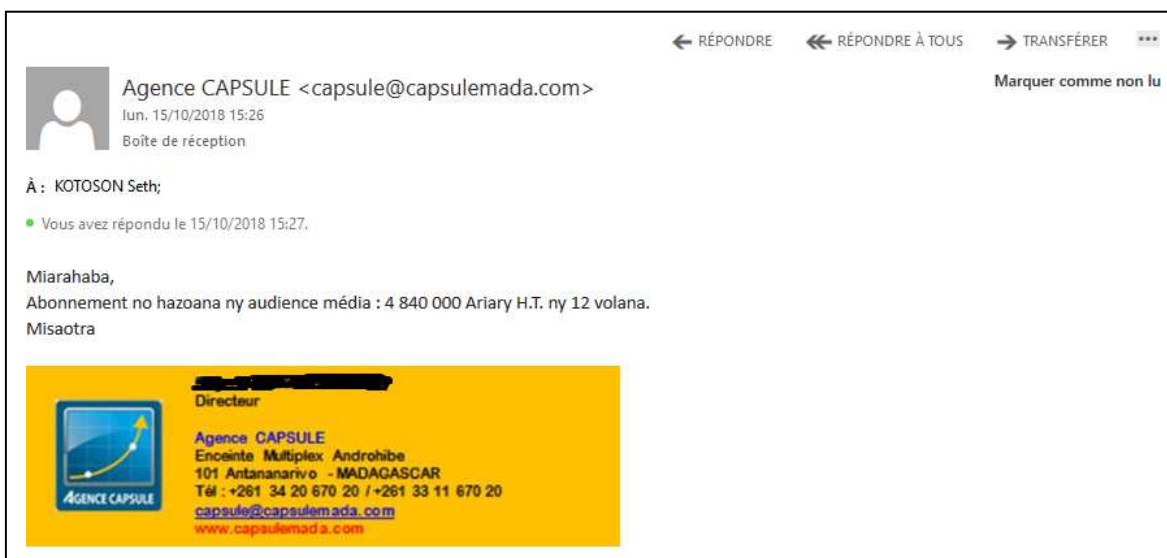 RÉPONDRE RÉPONDRE À TOUS TRANSFÉRER ...
Agence CAPSULE <capsule@capsulemada.com>
Marquer comme non lu
lun. 15/10/2018 15:26
Boîte de réception
À : KOTOSON Seth;
Vous avez répondu le 15/10/2018 15:27.
Miarahaba,
Abonnement no hazoana ny audience média : 4 840 000 Ariary H.T. ny 12 volana.
Misaotra
Directeur
Agence CAPSULE
Enceinte Multiplex Androhibe
101 Antananarivo - MADAGASCAR
Tél : +261 34 20 670 20 / +261 33 11 670 20
capsule@capsulemada.com
www.capsulemada.com
AGENCE CAPSULE